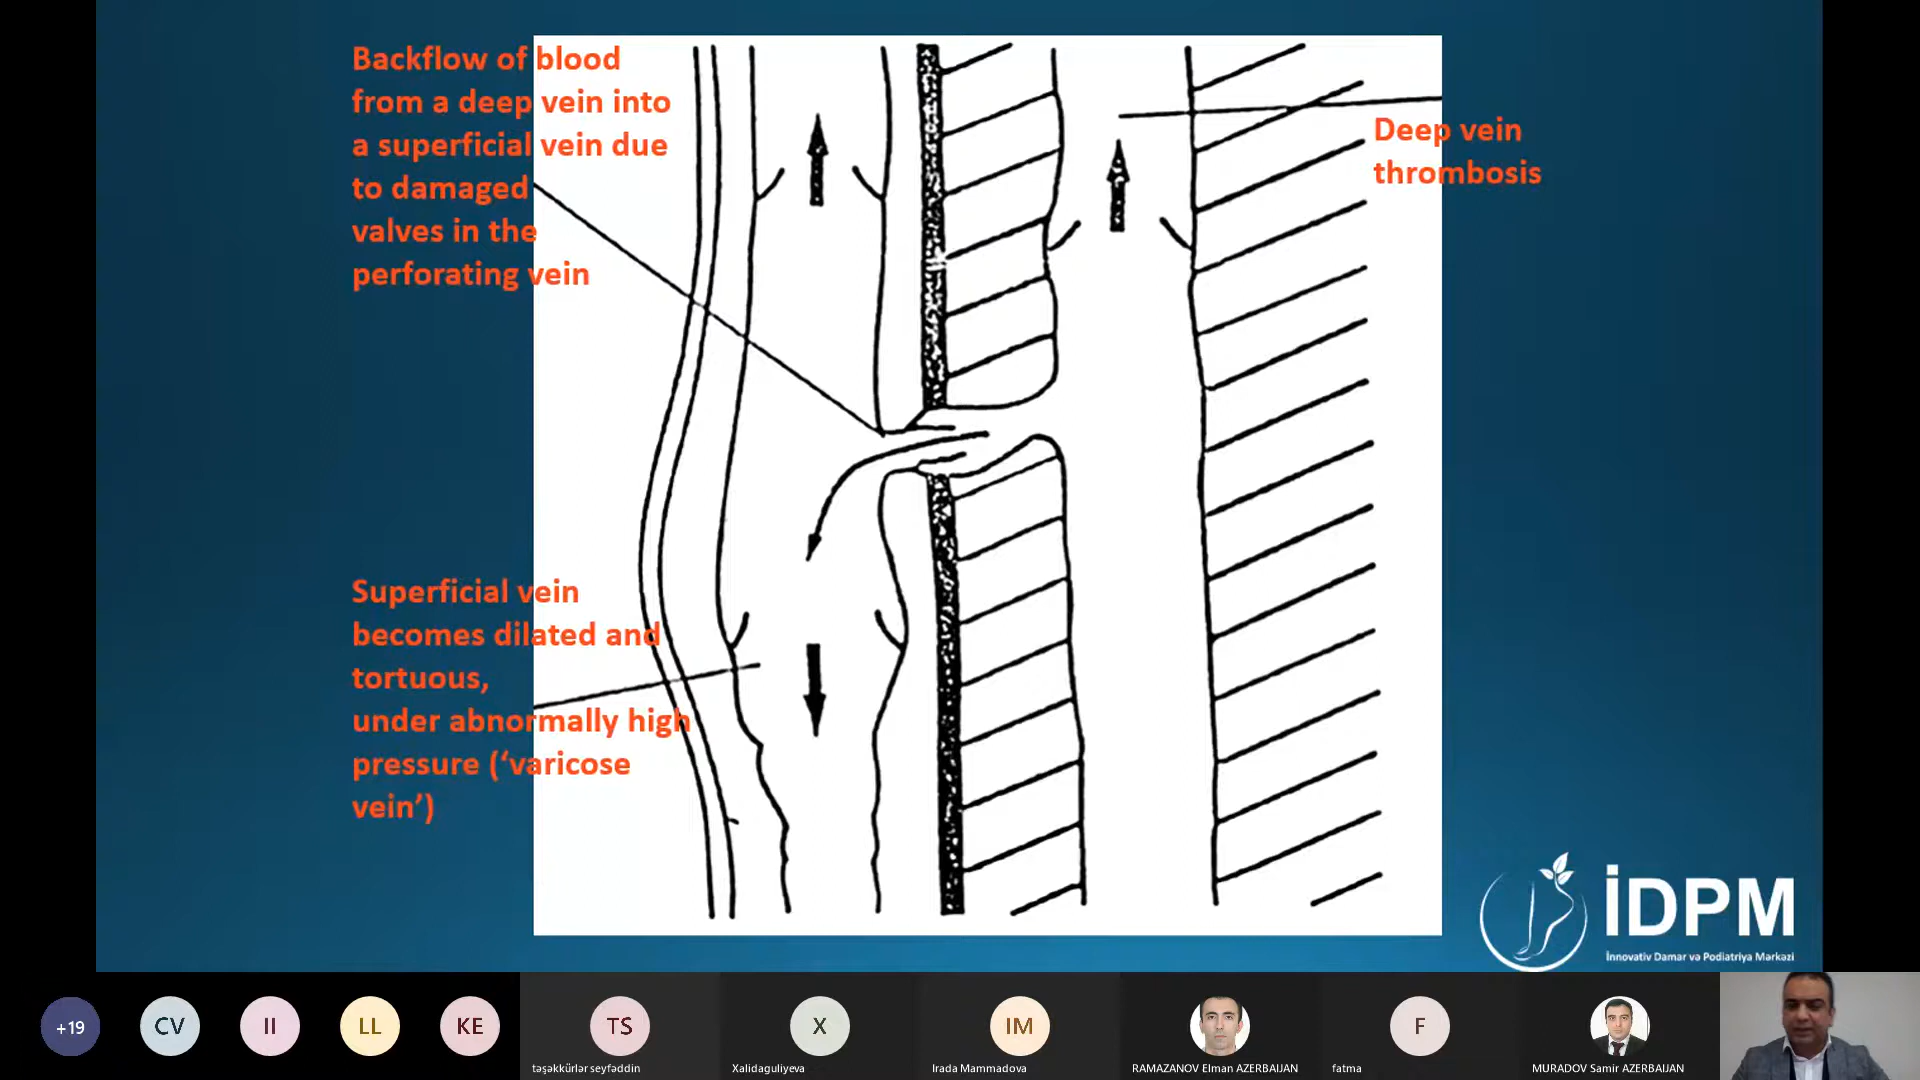 Backflow of blood
from a deep vein into
a superficial vein due
to damaged
valves in the
perforating vein
Deep vein
thrombosis
Superficial vein
becomes dilated and
tortuous,
under abnormally high
pressure (‘varicose
vein’)
İDPM
İnnovativ Damar və Podiatriya Mərkəzi
+19
CV
II
LL
KE
TS
X
IM
F
təşəkkürlər seyfəddin
Xalidaguliyeva
Irada Mammadova
RAMAZANOV Elman AZERBAIJAN
fatma
MURADOV Samir AZERBAIJAN